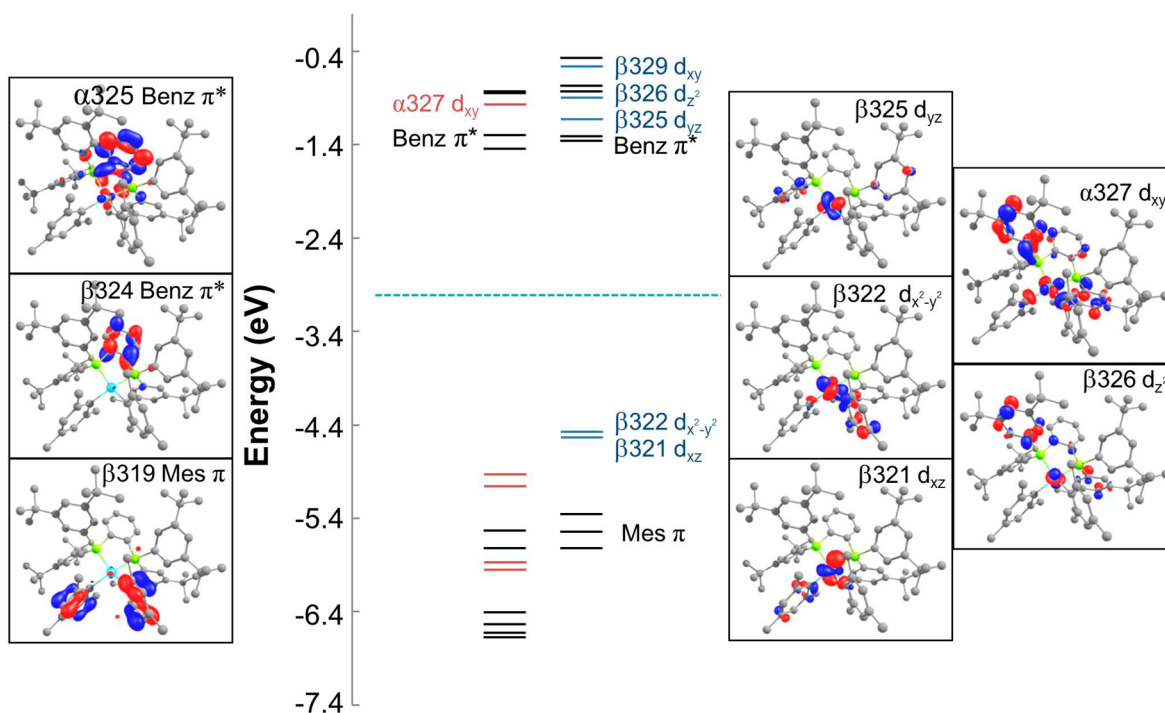 α325 Benz π*
β324 Benz π*
β319 Mes π
Energy (eV)
-0.4
-1.4
-2.4
-3.4
-4.4
-5.4
-6.4
-7.4
α327 dxy
Benz π*
β329 dxy
β326 dz²
β325 dyz
Benz π*
β322 dx²-y²
β321 dxz
Mes π
β325 dyz
β322 dx²-y²
β321 dxz
α327 dxy
β326 dz²